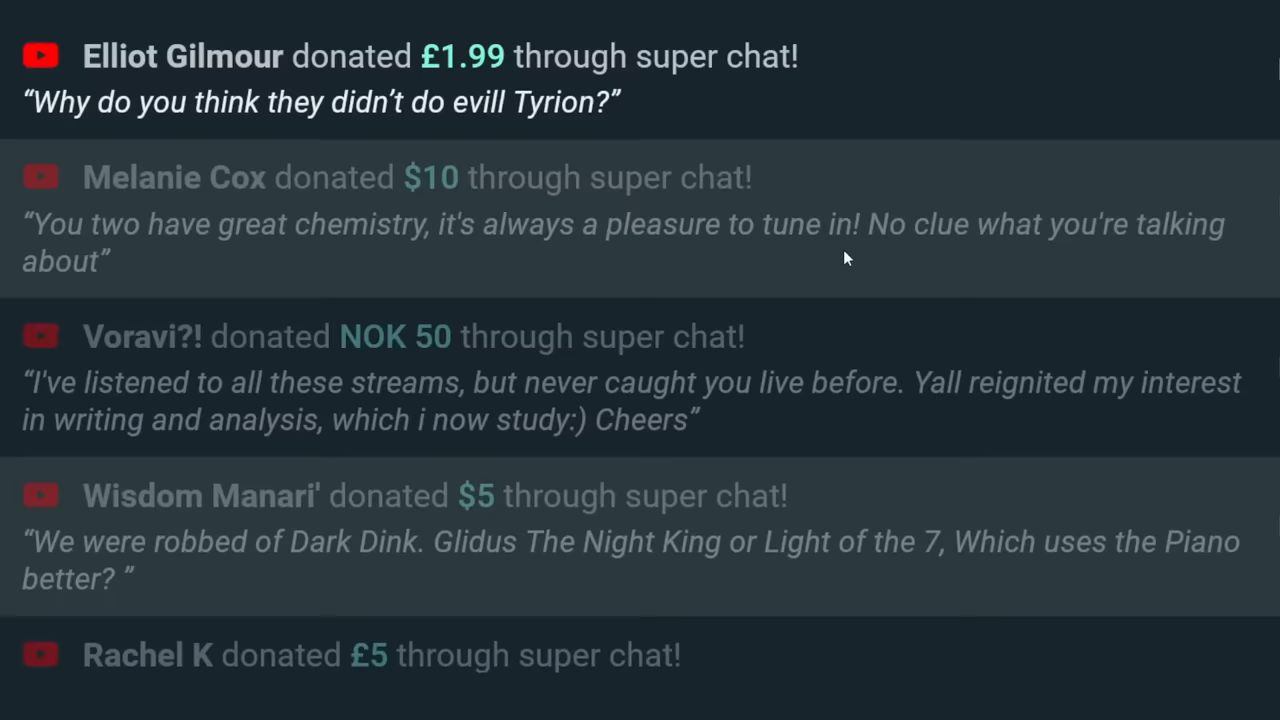 Elliot Gilmour donated £1.99 through super chat!
“Why do you think they didn’t do evill Tyrion?”
Melanie Cox donated $10 through super chat!
“You two have great chemistry, it's always a pleasure to tune in! No clue what you're talking
about”
Voravi?! donated NOK 50 through super chat!
“I've listened to all these streams, but never caught you live before. Yall reignited my interest
in writing and analysis, which i now study:) Cheers”
Wisdom Manari' donated $5 through super chat!
“We were robbed of Dark Dink. Glidus The Night King or Light of the 7, Which uses the Piano
better? ”
Rachel K donated £5 through super chat!